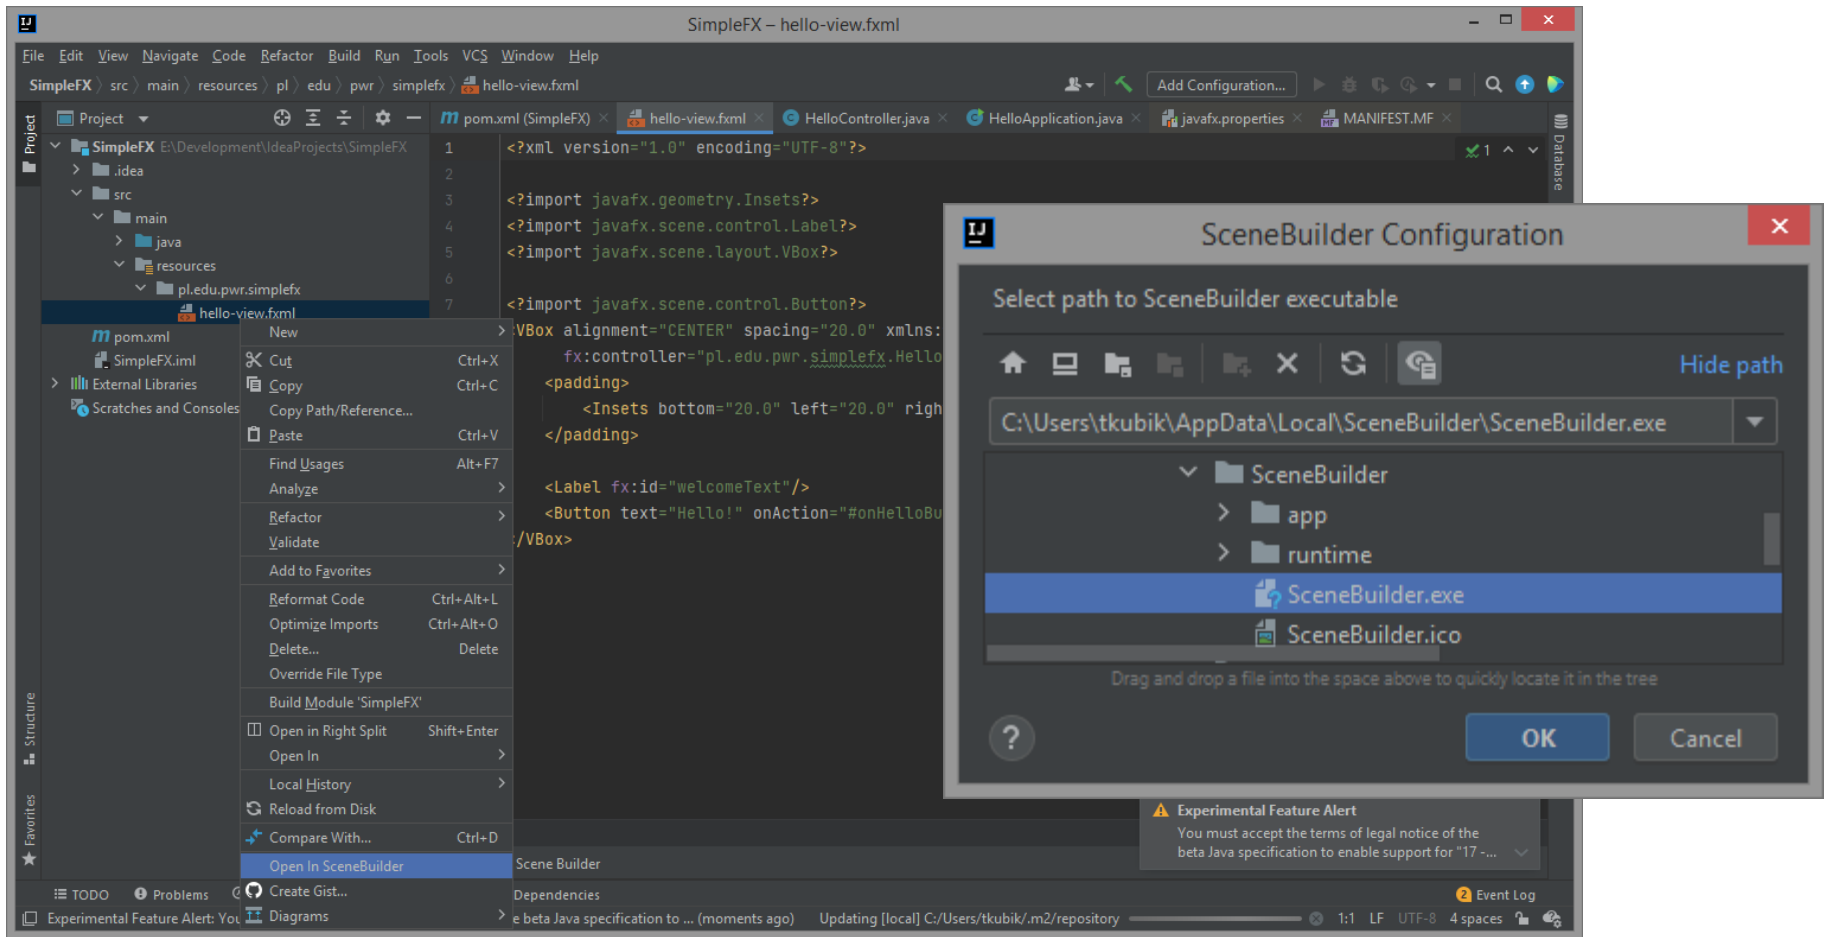 IJ
SimpleFX – hello-view.fxml
File Edit View Navigate Code Refactor Build Run Tools VCS Window Help
SimpleFX src main resources pl edu pwr simplefx hello-view.fxml
Add Configuration...
Project
Project
pom.xml (SimpleFX)
hello-view.fxml
HelloController.java
HelloApplication.java
javafx.properties
MANIFEST.MF
Database
SimpleFX E:\Development\IdeaProjects\SimpleFX
.idea
src
main
java
resources
pl.edu.pwr.simplefx
hello-view.fxml
pom.xml
SimpleFX.iml
External Libraries
Scratches and Consoles
1 <?xml version="1.0" encoding="UTF-8"?>
1
2
3 <?import javafx.geometry.Insets?>
4 <?import javafx.scene.control.Label?>
5 <?import javafx.scene.layout.VBox?>
6
7 <?import javafx.scene.control.Button?>
VBox alignment="CENTER" spacing="20.0" xmlns:
fx:controller="pl.edu.pwr.simplefx.Hello
<padding>
<Insets bottom="20.0" left="20.0" righ
</padding>
<Label fx:id="welcomeText"/>
<Button text="Hello!" onAction="#onHelloBu
/VBox>
New
Cut Ctrl+X
Copy Ctrl+C
Copy Path/Reference...
Paste Ctrl+V
Find Usages Alt+F7
Analyze
Refactor
Validate
Add to Favorites
Reformat Code Ctrl+Alt+L
Optimize Imports Ctrl+Alt+O
Delete... Delete
Override File Type
Build Module 'SimpleFX'
Open in Right Split Shift+Enter
Open In
Local History
Reload from Disk
Compare With... Ctrl+D
Open In SceneBuilder
Create Gist...
Diagrams
Structure
Favorites
IJ
SceneBuilder Configuration
Select path to SceneBuilder executable
Hide path
C:\Users\tkubik\AppData\Local\SceneBuilder\SceneBuilder.exe
SceneBuilder
app
runtime
SceneBuilder.exe
SceneBuilder.ico
Drag and drop a file into the space above to quickly locate it in the tree
?
OK
Cancel
Experimental Feature Alert
You must accept the terms of legal notice of the
beta Java specification to enable support for "17 -...
Scene Builder
TODO
Problems
Dependencies
2 Event Log
Experimental Feature Alert: You
e beta Java specification to ... (moments ago)
Updating [local] C:/Users/tkubik/.m2/repository
1:1 LF UTF-8 4 spaces